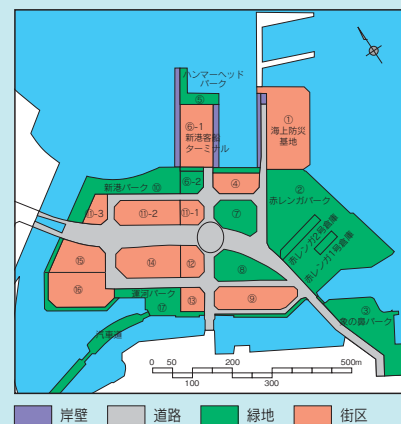 ハンマーヘッド
パーク
⑤
①
海上防災
基地
⑥-1
新港客船
ターミナル
新港パーク ⑩
⑥-2
④
②
赤レンガパーク
⑪-3
⑪-2
⑪-1
⑦
赤レンガ2号倉庫
赤レンガ1号倉庫
⑮
⑭
⑫
⑧
⑯
運河パーク
⑰
⑬
⑨
③
象の鼻パーク
汽車道
0 50 200 500m
100 300
岸壁 道路 緑地 街区